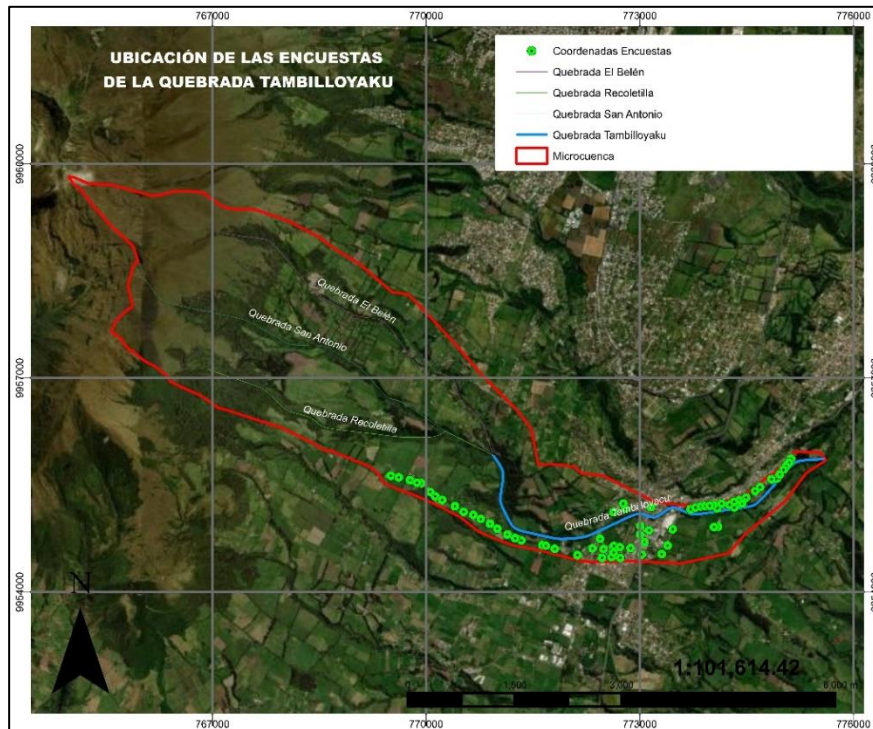 767000 770000 773000 776000
UBICACIÓN DE LAS ENCUESTAS
DE LA QUEBRADA TAMBILLOYAKU
Coordenadas Encuestas
Quebrada El Belén
Quebrada Recoletilla
Quebrada San Antonio
Quebrada Tambilloyaku
Microcuenca
9960000
Quebrada El Belén
Quebrada San Antonio
9957000
Quebrada Recoletilla
N
9954000
1:101,614.42
0 1,500 3,000 6,000 m
767000 770000 773000 776000